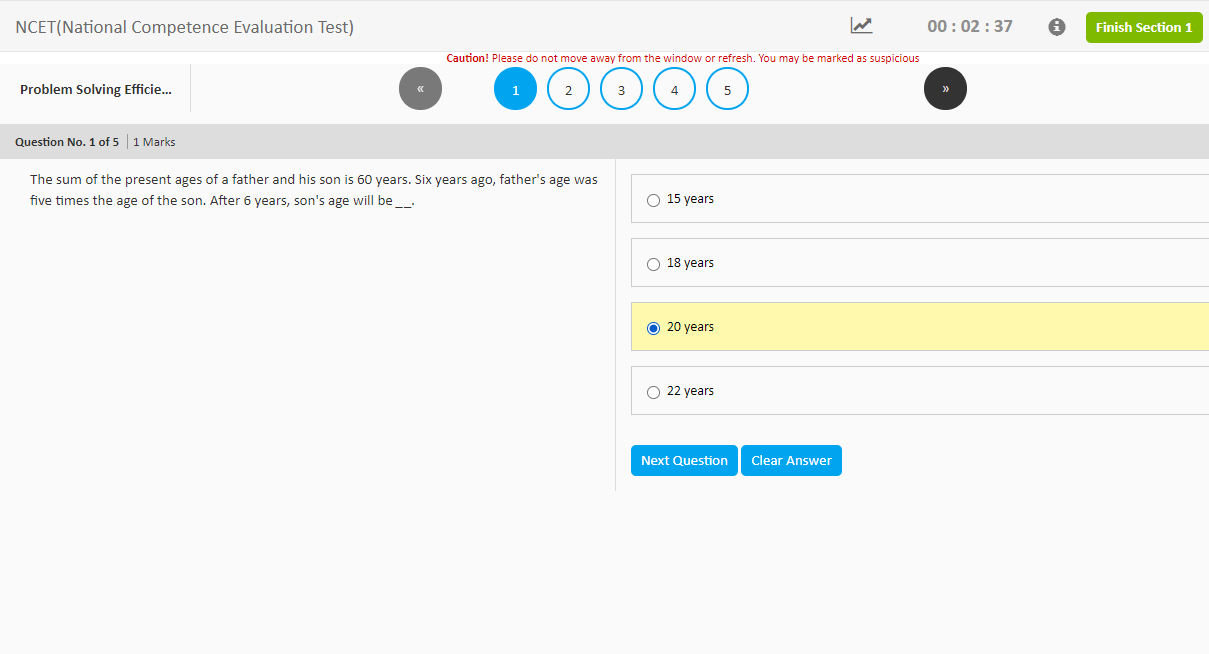 NCET(National Competence Evaluation Test)
00 : 02 : 37
Finish Section 1
Caution! Please do not move away from the window or refresh. You may be marked as suspicious
Problem Solving Efficie...
«
1
2
3
4
5
»
Question No. 1 of 5
1 Marks
The sum of the present ages of a father and his son is 60 years. Six years ago, father's age was
five times the age of the son. After 6 years, son's age will be __.
15 years
18 years
20 years
22 years
Next Question
Clear Answer